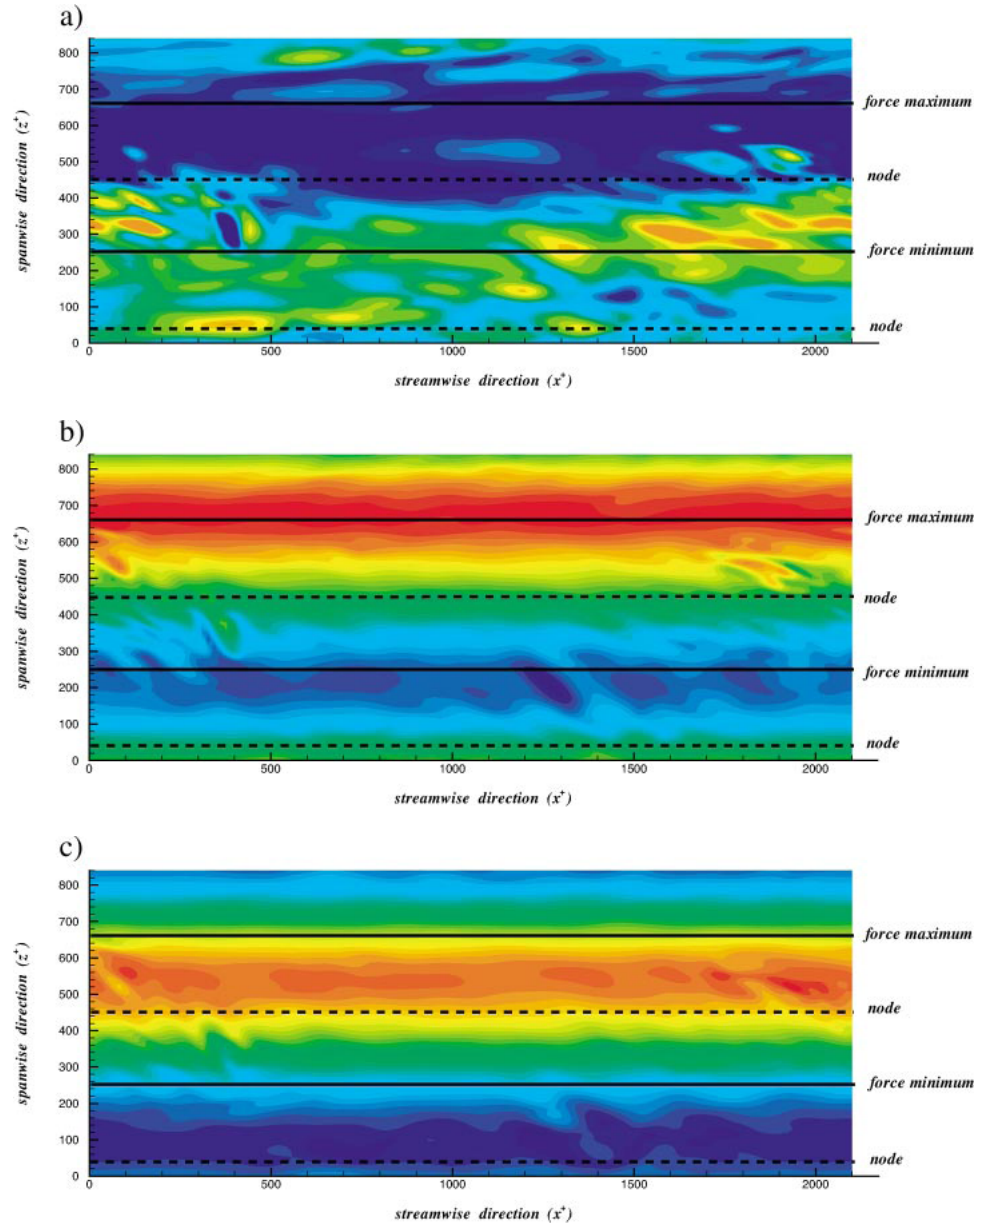 a)
800
700
600
500
400
300
200
100
0
spanwise direction (z⁺)
force maximum
node
force minimum
node
0 500 1000 1500 2000
streamwise direction (x⁺)
b)
800
700
600
500
400
300
200
100
0
spanwise direction (z⁺)
force maximum
node
force minimum
node
0 500 1000 1500 2000
streamwise direction (x⁺)
c)
800
700
600
500
400
300
200
100
0
spanwise direction (z⁺)
force maximum
node
force minimum
node
0 500 1000 1500 2000
streamwise direction (x⁺)